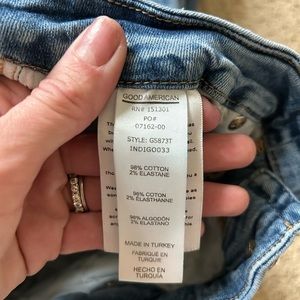 GOOD AMERICAN
RN# 151301
PO#
07162-00
STYLE: GS873T
INDIGO033
98% COTTON
2% ELASTANE
98% COTTON
2% ÉLASTHANNE
98% ALGODÓN
2% ELASTANO
MADE IN TURKEY
FABRIQUÉ EN
TURQUIE
HECHO EN
TURQUÍA